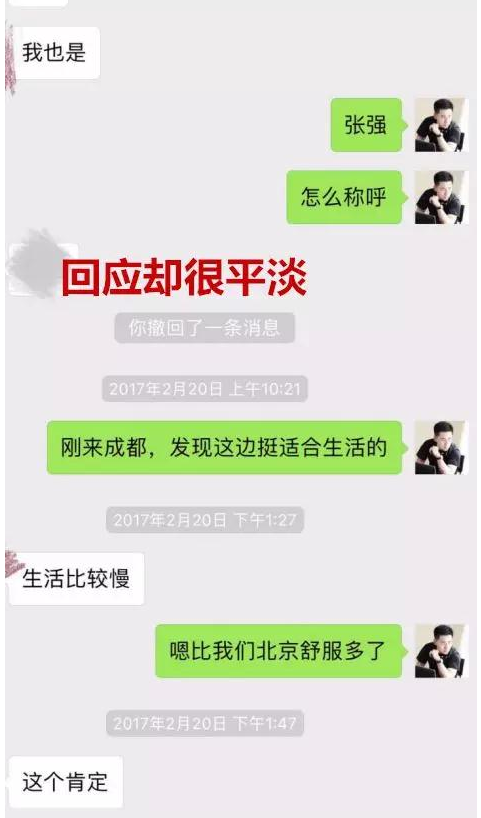 我也是
张强
怎么称呼
回应却很平淡
你撤回了一条消息
2017年2月20日 上午10:21
刚来成都，发现这边挺适合生活的
2017年2月20日 下午1:27
生活比较慢
嗯比我们北京舒服多了
2017年2月20日 下午1:47
这个肯定